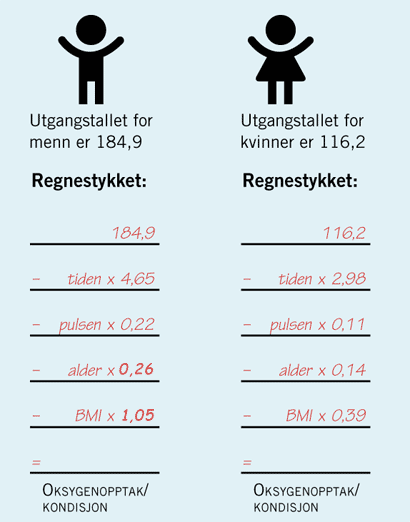 Utgangstallet for
menn er 184,9
Regnestykket:
184,9
– tiden x 4,65
– pulsen x 0,22
– alder x 0,26
– BMI x 1,05
=
OKSYGENOPPTAK/
KONDISJON
Utgangstallet for
kvinner er 116,2
Regnestykket:
116,2
– tiden x 2,98
– pulsen x 0,11
– alder x 0,14
– BMI x 0,39
=
OKSYGENOPPTAK/
KONDISJON